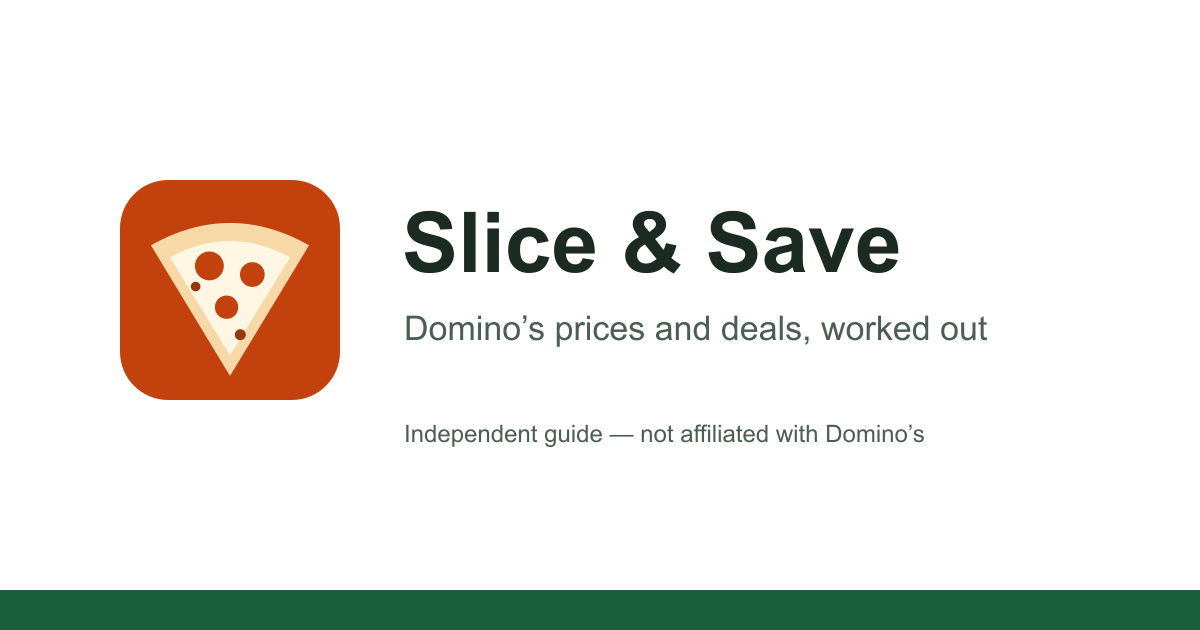 Slice & Save
Domino’s prices and deals, worked out
Independent guide — not affiliated with Domino’s